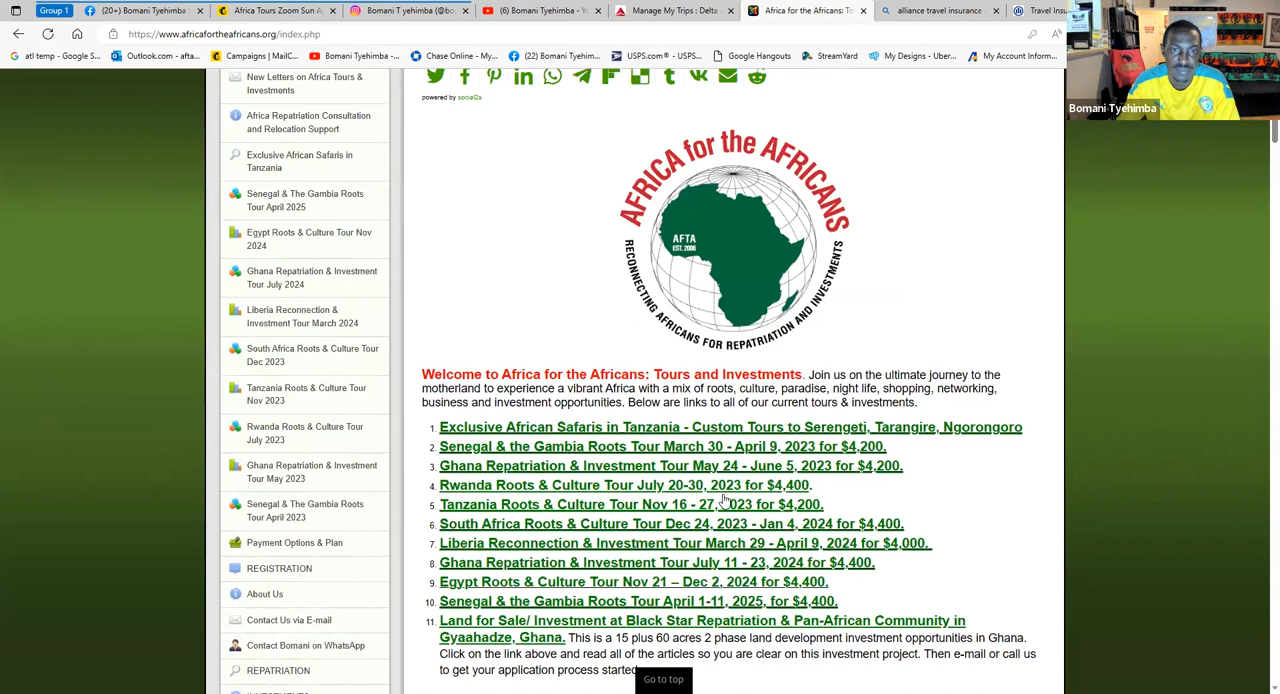 Group 1
(20+) Bomani Tyehimba
Africa Tours Zoom Sun Ap
Bomani T yehimba (@bo
(6) Bomani Tyehimba - Yo
Manage My Trips : Delta
Africa for the Africans: To
alliance travel insurance
Travel Ins
https://www.africafortheafricans.org/index.php
atl temp - Google S...
Outlook.com - afta...
Campaigns | MailC...
Bomani Tyehimba -...
Chase Online - My...
(22) Bomani Tyehim...
USPS.com® - USPS...
Google Hangouts
StreamYard
My Designs - Uber...
My Account Inform...
Bomani Tyehimba
New Letters on Africa Tours &
Investments
Africa Repatriation Consultation
and Relocation Support
Exclusive African Safaris in
Tanzania
Senegal & The Gambia Roots
Tour April 2025
Egypt Roots & Culture Tour Nov
2024
Ghana Repatriation & Investment
Tour July 2024
Liberia Reconnection &
Investment Tour March 2024
South Africa Roots & Culture Tour
Dec 2023
Tanzania Roots & Culture Tour
Nov 2023
Rwanda Roots & Culture Tour
July 2023
Ghana Repatriation & Investment
Tour May 2023
Senegal & The Gambia Roots
Tour April 2023
Payment Options & Plan
REGISTRATION
About Us
Contact Us via E-mail
Contact Bomani on WhatsApp
REPATRIATION
powered by social2s
AFRICA for the AFRICANS
AFTA
EST. 2006
RECONNECTING AFRICANS FOR REPATRIATION AND INVESTMENTS
Welcome to Africa for the Africans: Tours and Investments. Join us on the ultimate journey to the
motherland to experience a vibrant Africa with a mix of roots, culture, paradise, night life, shopping, networking,
business and investment opportunities. Below are links to all of our current tours & investments.
1. Exclusive African Safaris in Tanzania - Custom Tours to Serengeti, Tarangire, Ngorongoro
2. Senegal & the Gambia Roots Tour March 30 - April 9, 2023 for $4,200.
3. Ghana Repatriation & Investment Tour May 24 - June 5, 2023 for $4,200.
4. Rwanda Roots & Culture Tour July 20-30, 2023 for $4,400.
5. Tanzania Roots & Culture Tour Nov 16 - 27, 2023 for $4,200.
6. South Africa Roots & Culture Tour Dec 24, 2023 - Jan 4, 2024 for $4,400.
7. Liberia Reconnection & Investment Tour March 29 - April 9, 2024 for $4,000.
8. Ghana Repatriation & Investment Tour July 11 - 23, 2024 for $4,400.
9. Egypt Roots & Culture Tour Nov 21 – Dec 2, 2024 for $4,400.
10. Senegal & the Gambia Roots Tour April 1-11, 2025, for $4,400.
11. Land for Sale/ Investment at Black Star Repatriation & Pan-African Community in
Gyaahadze, Ghana. This is a 15 plus 60 acres 2 phase land development investment opportunities in Ghana.
Click on the link above and read all of the articles so you are clear on this investment project. Then e-mail or call us
to get your application process started
Go to top